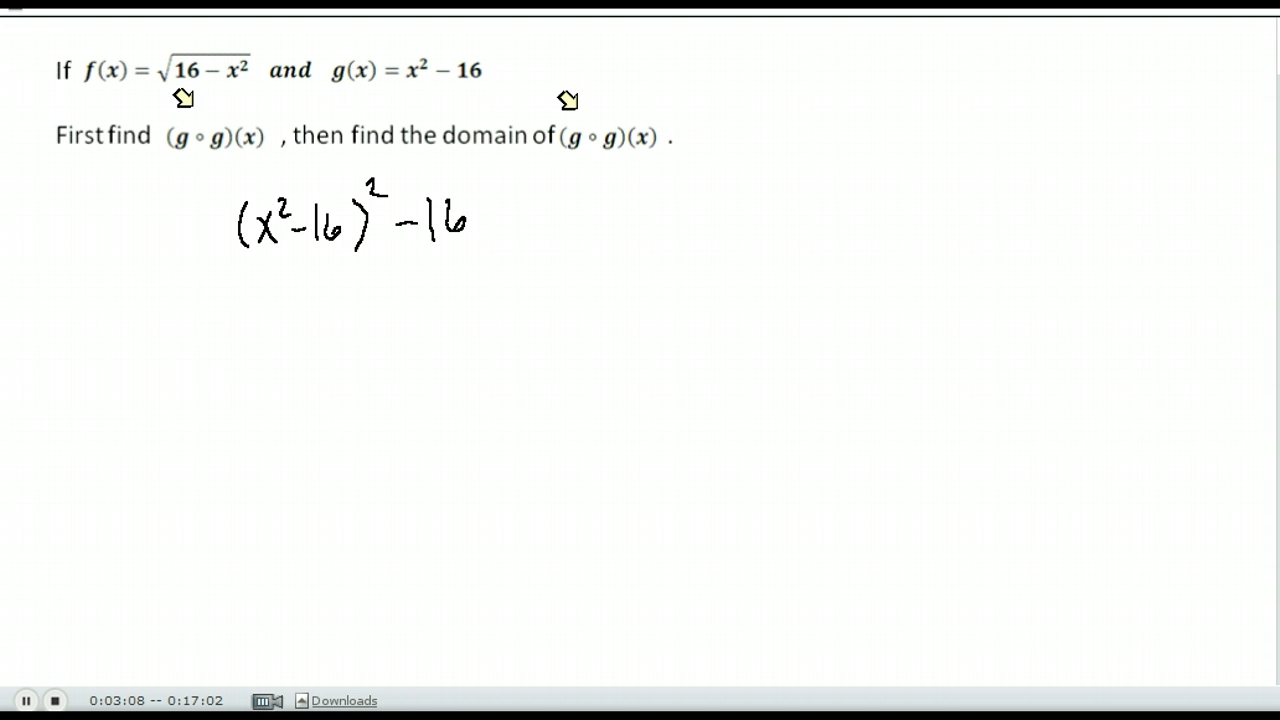 If f(x) = √16 − x² and g(x) = x² − 16
First find (g ∘ g)(x) , then find the domain of (g ∘ g)(x) .
(x²-16)² -16
0:03:08 -- 0:17:02 Downloads